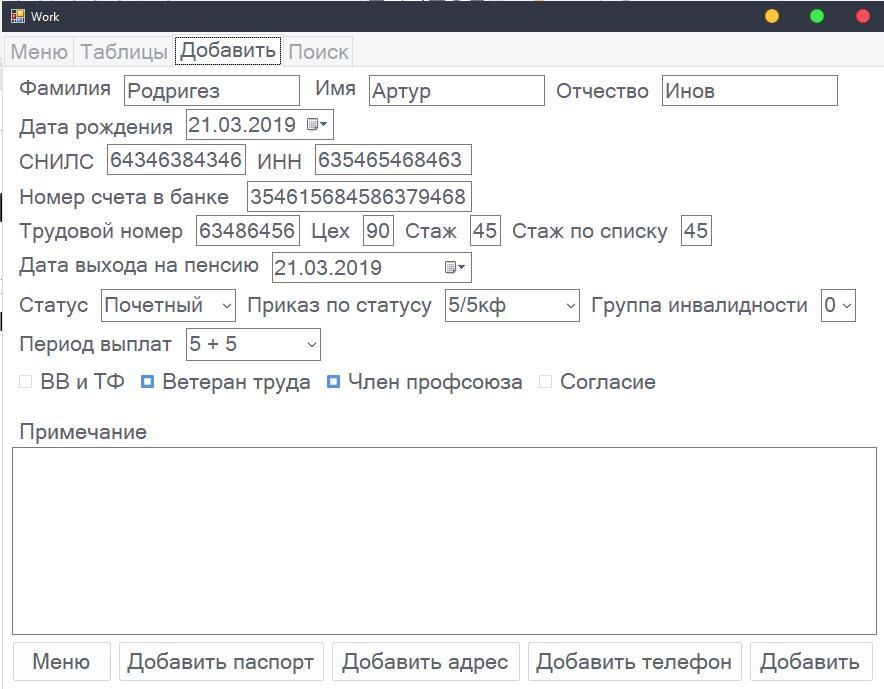 Work
Меню Таблицы Добавить Поиск
Фамилия Родригез Имя Артур Отчество Инов
Дата рождения 21.03.2019
СНИЛС 64346384346 ИНН 635465468463
Номер счета в банке 354615684586379468
Трудовой номер 63486456 Цех 90 Стаж 45 Стаж по списку 45
Дата выхода на пенсию 21.03.2019
Статус Почетный Приказ по статусу 5/5кф Группа инвалидности 0
Период выплат 5 + 5
ВВ и ТФ Ветеран труда Член профсоюза Согласие
Примечание
Меню Добавить паспорт Добавить адрес Добавить телефон Добавить